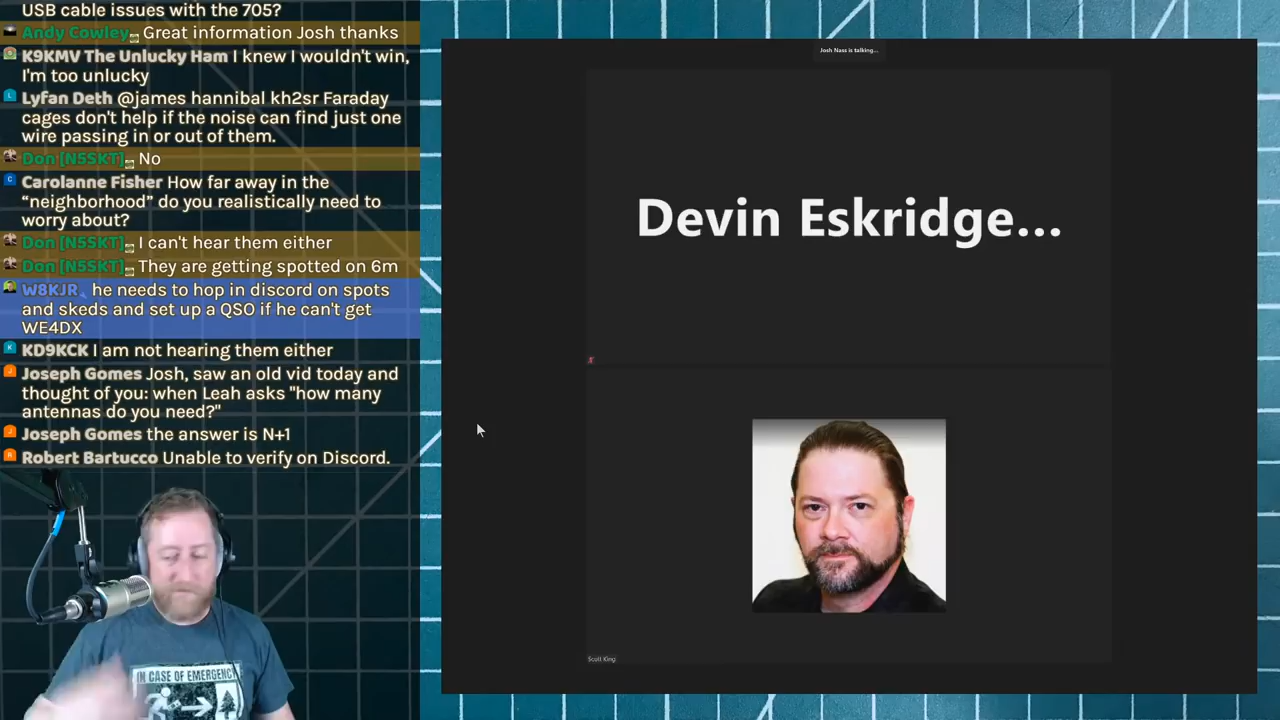 USB cable issues with the 705?
Andy Cowley Great information Josh thanks
K9KMV The Unlucky Ham I knew I wouldn't win,
I'm too unlucky
Lyfan Deth @james hannibal kh2sr Faraday
cages don't help if the noise can find just one
wire passing in or out of them.
Don [N5SKT] No
Carolanne Fisher How far away in the
“neighborhood” do you realistically need to
worry about?
Don [N5SKT] I can't hear them either
Don [N5SKT] They are getting spotted on 6m
W8KJR he needs to hop in discord on spots
and skeds and set up a QSO if he can't get
WE4DX
KD9KCK I am not hearing them either
Joseph Gomes Josh, saw an old vid today and
thought of you: when Leah asks "how many
antennas do you need?"
Joseph Gomes the answer is N+1
Robert Bartucco Unable to verify on Discord.
IN CASE OF EMERGENCY
Josh Nass is talking...
Devin Eskridge...
Scott King